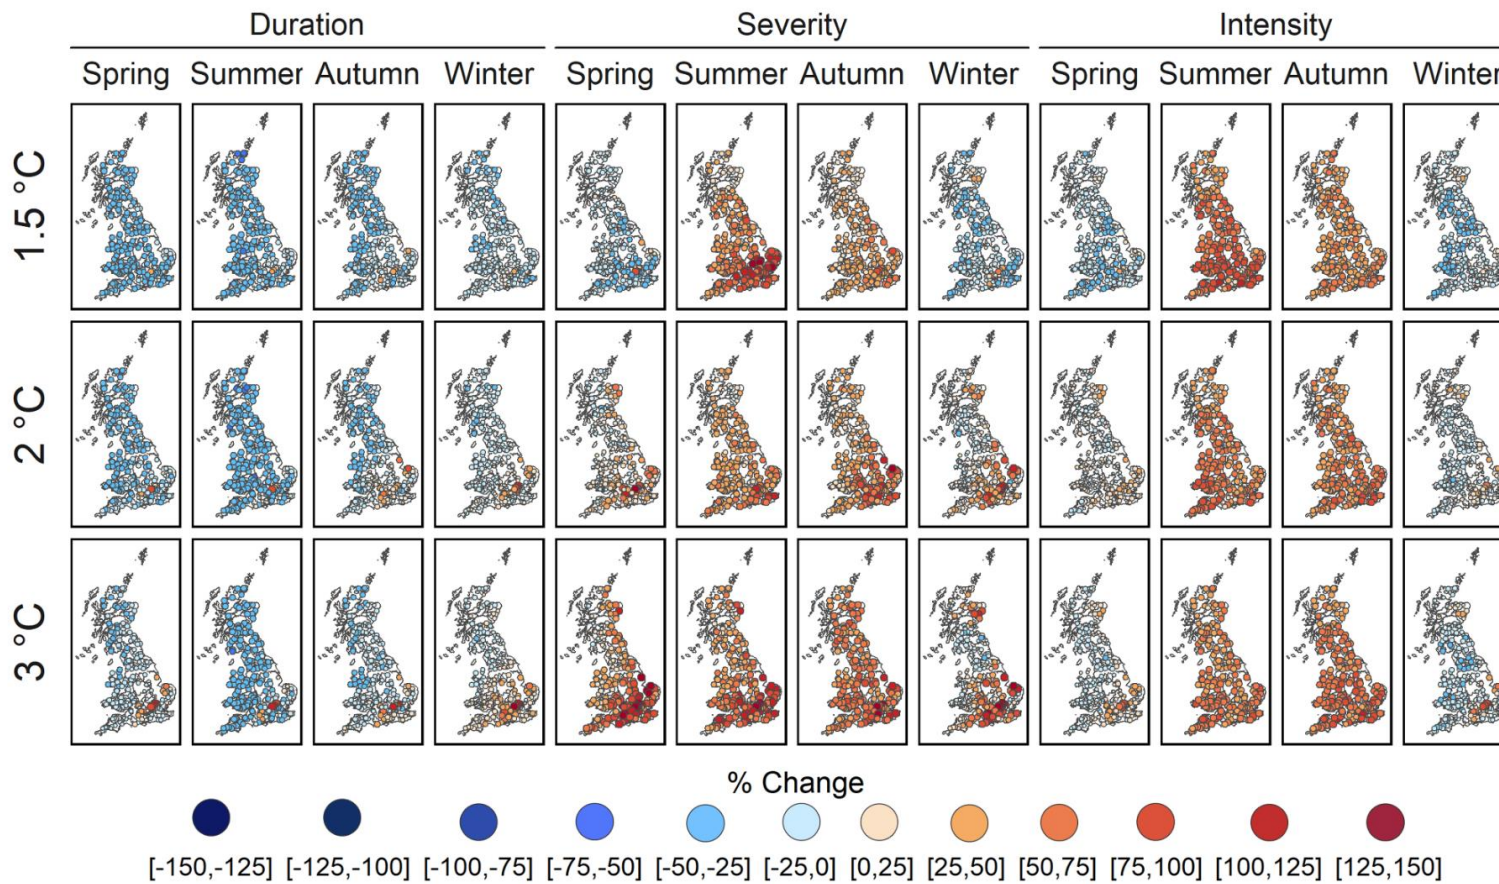 Duration Severity Intensity
Spring Summer Autumn Winter Spring Summer Autumn Winter Spring Summer Autumn Winter
1.5 °C
2 °C
3 °C
% Change
[-150,-125] [-125,-100] [-100,-75] [-75,-50] [-50,-25] [-25,0] [0,25] [25,50] [50,75] [75,100] [100,125] [125,150]